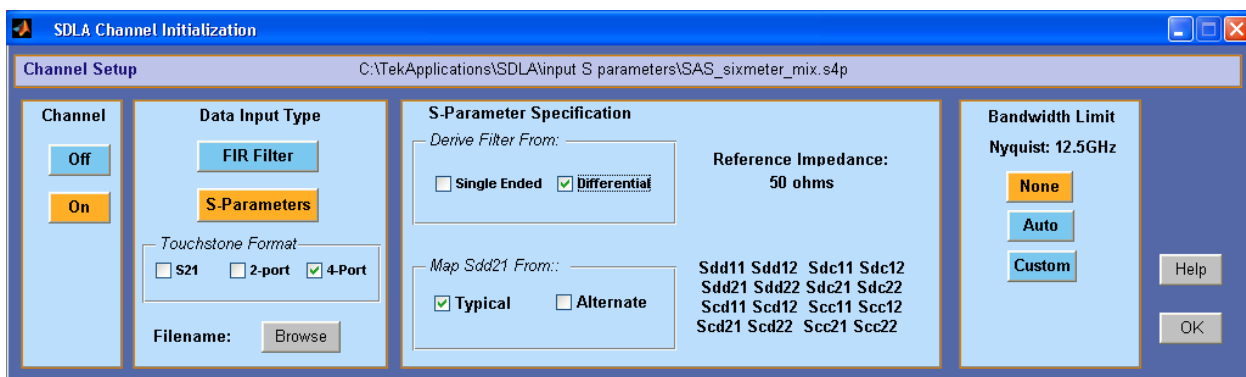 SDLA Channel Initialization
Channel Setup
C:\TekApplications\SDLA\input S parameters\SAS_sixmeter_mix.s4p
Channel
Off
On
Data Input Type
FIR Filter
S-Parameters
Touchstone Format
S21 2-port 4-Port
Filename: Browse
S-Parameter Specification
Derive Filter From:
Single Ended Differential
Reference Impedance:
50 ohms
Map Sdd21 From::
Typical Alternate
Sdd11 Sdd12 Sdc11 Sdc12
Sdd21 Sdd22 Sdc21 Sdc22
Scd11 Scd12 Scc11 Scc12
Scd21 Scd22 Scc21 Scc22
Bandwidth Limit
Nyquist: 12.5GHz
None
Auto
Custom
Help
OK